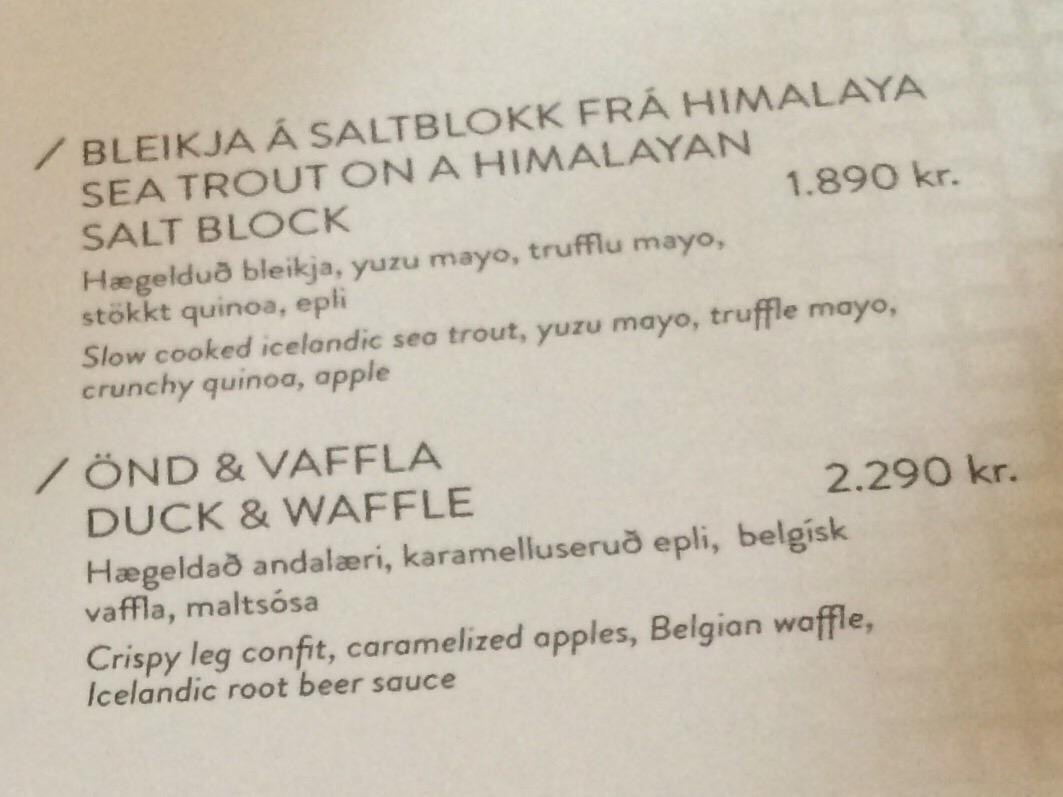 / BLEIKJA Á SALTBLOKK FRÁ HIMALAYA
SEA TROUT ON A HIMALAYAN
SALT BLOCK 1.890 kr.
Hægelduð bleikja, yuzu mayo, trufflu mayo,
stökkt quinoa, epli
Slow cooked icelandic sea trout, yuzu mayo, truffle mayo,
crunchy quinoa, apple
/ ÖND & VAFFLA
DUCK & WAFFLE 2.290 kr.
Hægeldað andalæri, karamelluseruð epli, belgísk
vaffla, maltsósa
Crispy leg confit, caramelized apples, Belgian waffle,
Icelandic root beer sauce